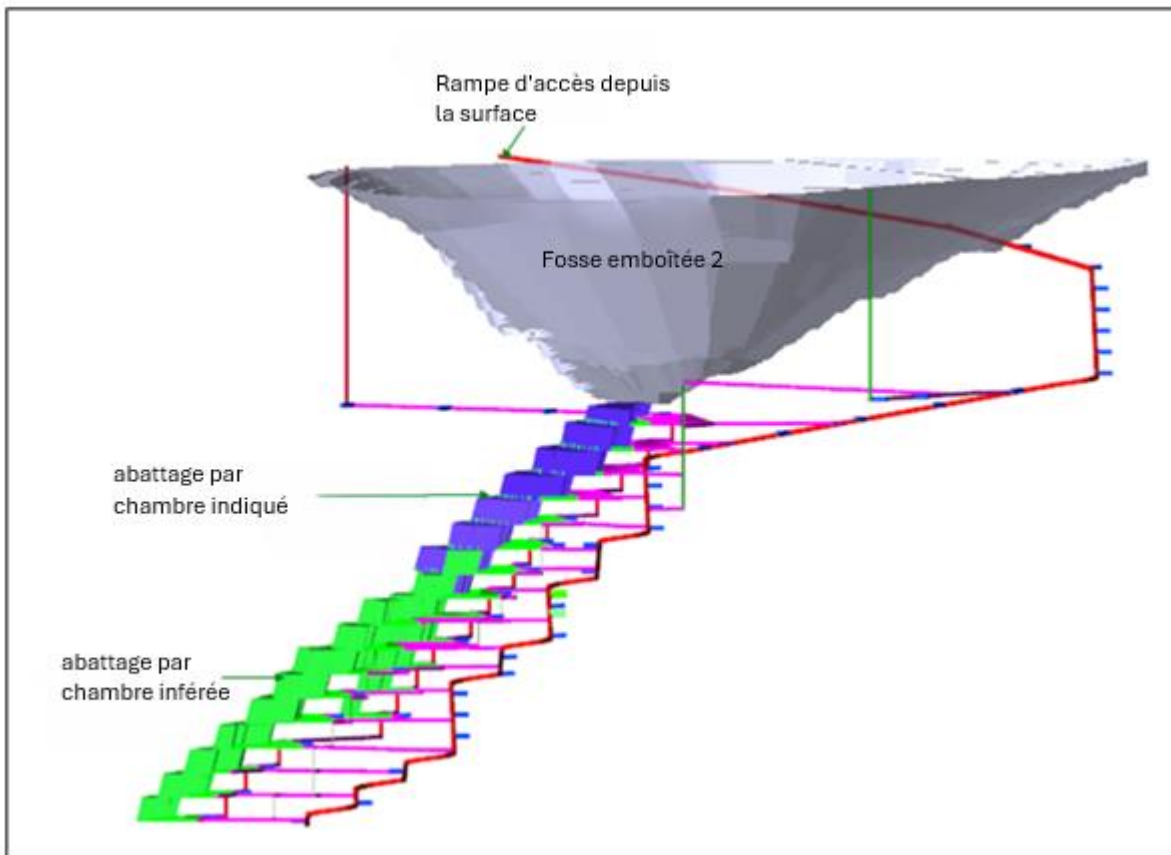 Rampe d'accès depuis
la surface
Fosse emboîtée 2
abattage par
chambre indiqué
abattage par
chambre inférée